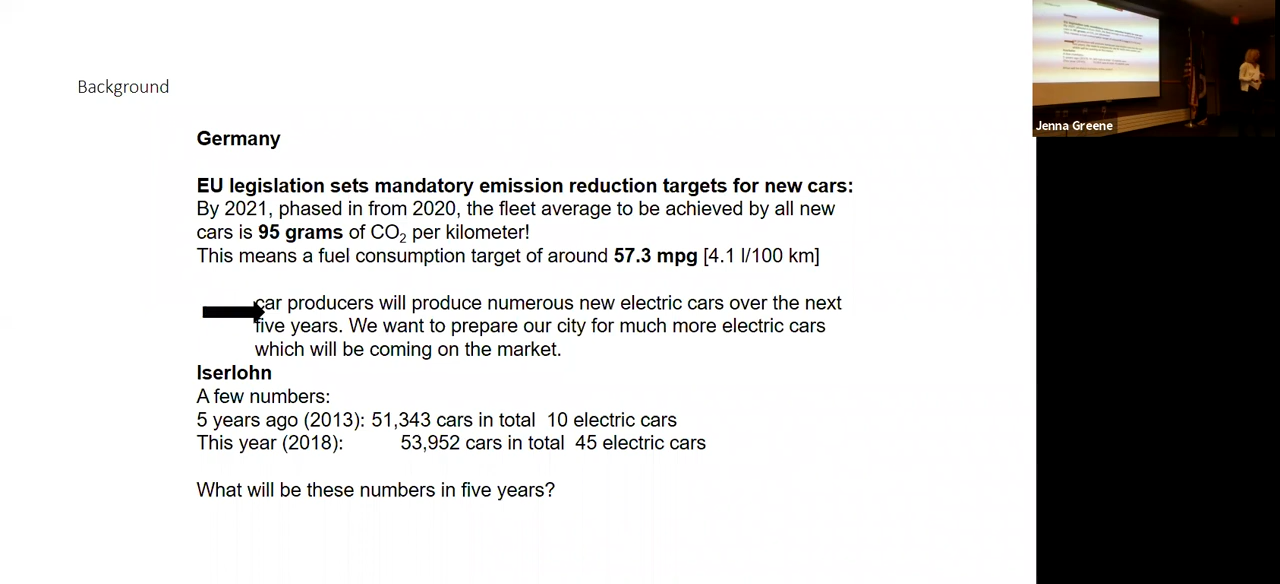 Background
Germany
EU legislation sets mandatory emission reduction targets for new cars:
By 2021, phased in from 2020, the fleet average to be achieved by all new
cars is 95 grams of CO₂ per kilometer!
This means a fuel consumption target of around 57.3 mpg [4.1 l/100 km]
car producers will produce numerous new electric cars over the next
five years. We want to prepare our city for much more electric cars
which will be coming on the market.
Iserlohn
A few numbers:
5 years ago (2013): 51,343 cars in total 10 electric cars
This year (2018): 53,952 cars in total 45 electric cars
What will be these numbers in five years?
Jenna Greene